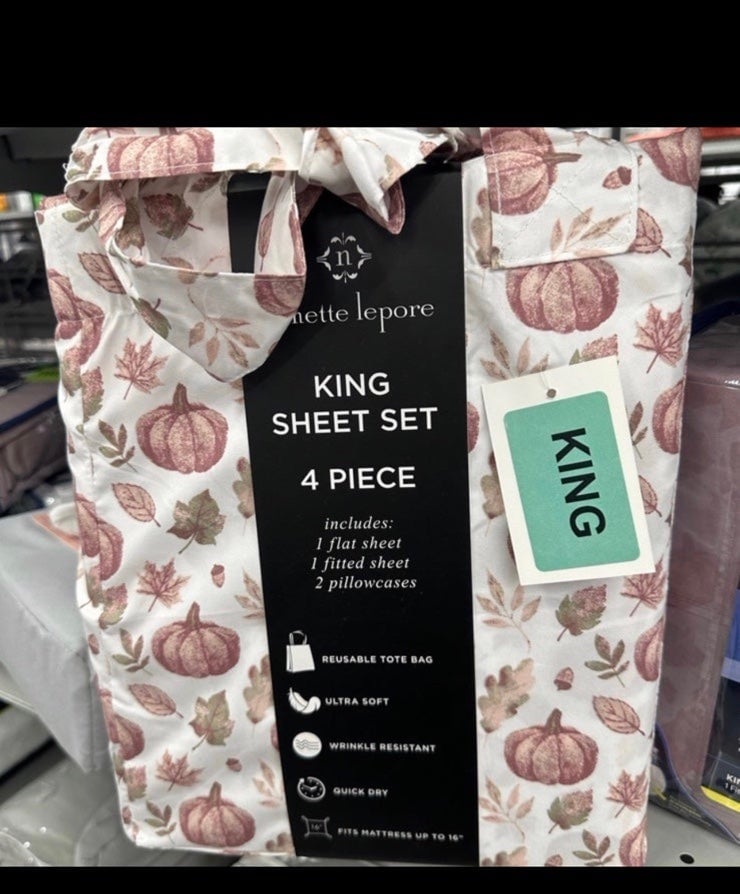 n
nette lepore
KING
SHEET SET
4 PIECE
includes:
1 flat sheet
1 fitted sheet
2 pillowcases
REUSABLE TOTE BAG
ULTRA SOFT
WRINKLE RESISTANT
QUICK DRY
16"
FITS MATTRESS UP TO 16"
KING